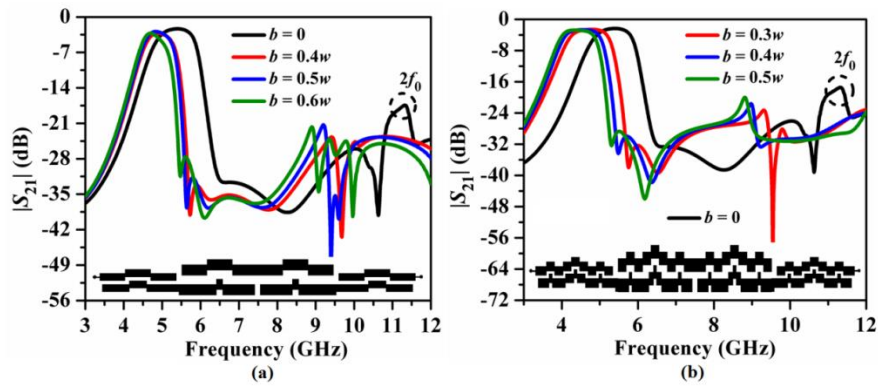 0
-7
-14
-21
-28
-35
-42
-49
-56
|S21| (dB)
b = 0
b = 0.4w
b = 0.5w
b = 0.6w
2f0
3 4 5 6 7 8 9 10 11 12
Frequency (GHz)
(a)
0
-8
-16
-24
-32
-40
-48
-56
-64
-72
|S21| (dB)
b = 0.3w
b = 0.4w
b = 0.5w
2f0
b = 0
4 6 8 10 12
Frequency (GHz)
(b)